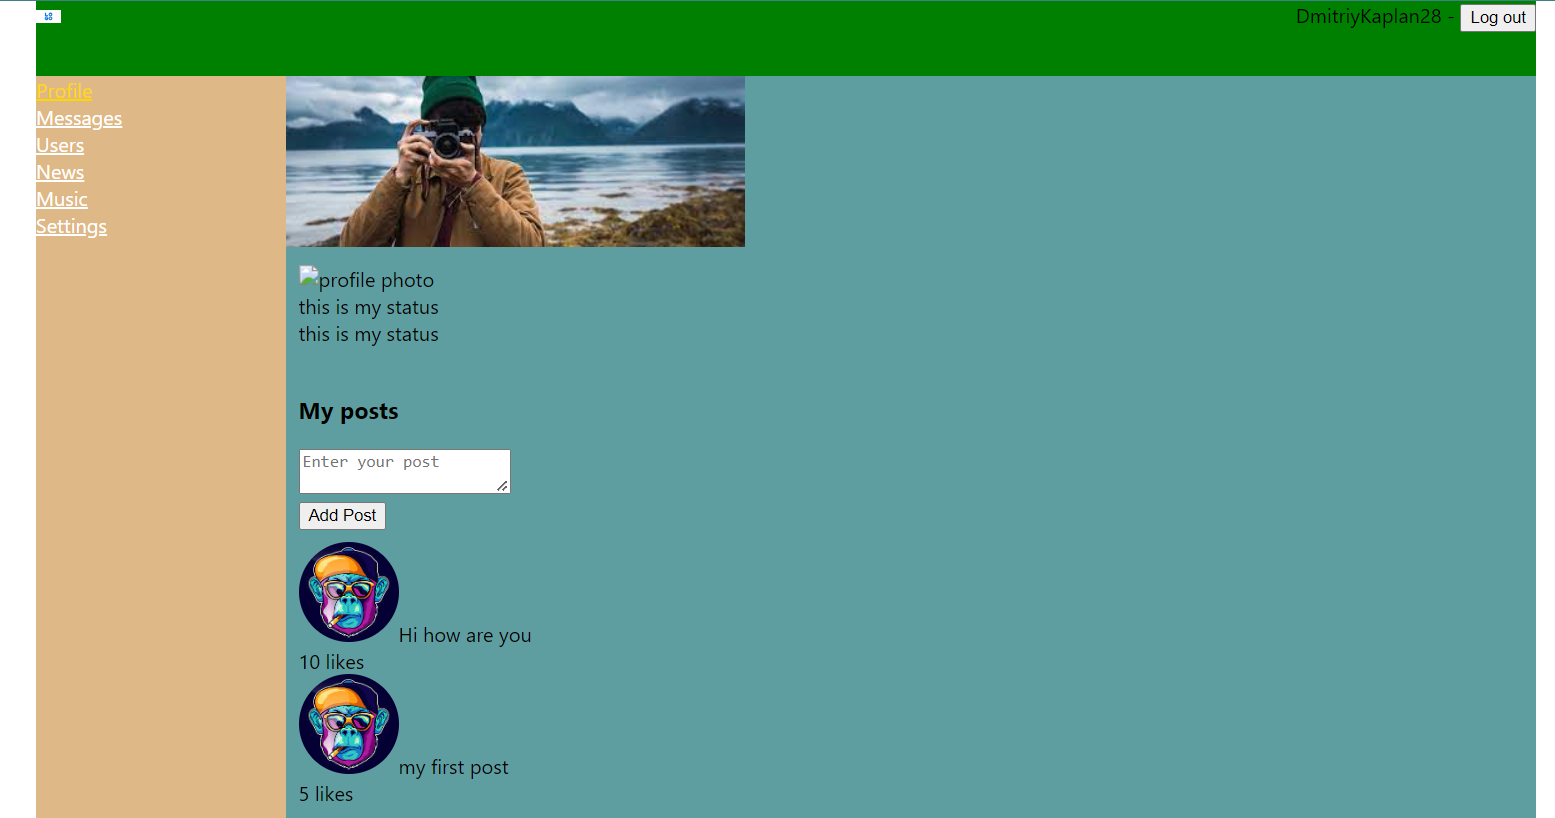 DmitriyKaplan28 - Log out
Profile
Messages
Users
News
Music
Settings
profile photo
this is my status
this is my status
My posts
Enter your post
Add Post
Hi how are you
10 likes
my first post
5 likes